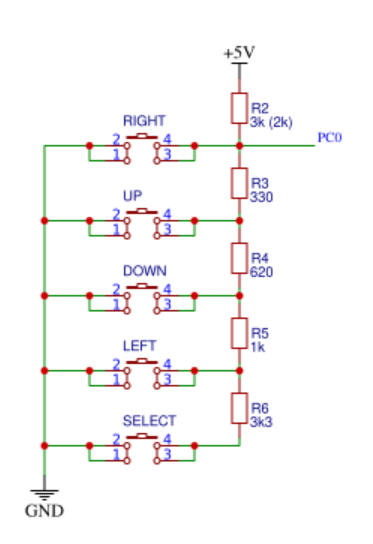 +5V
R2
3k (2k)
RIGHT
2 4
1 3
PC0
R3
330
UP
2 4
1 3
R4
620
DOWN
2 4
1 3
R5
1k
LEFT
2 4
1 3
R6
3k3
SELECT
2 4
1 3
GND